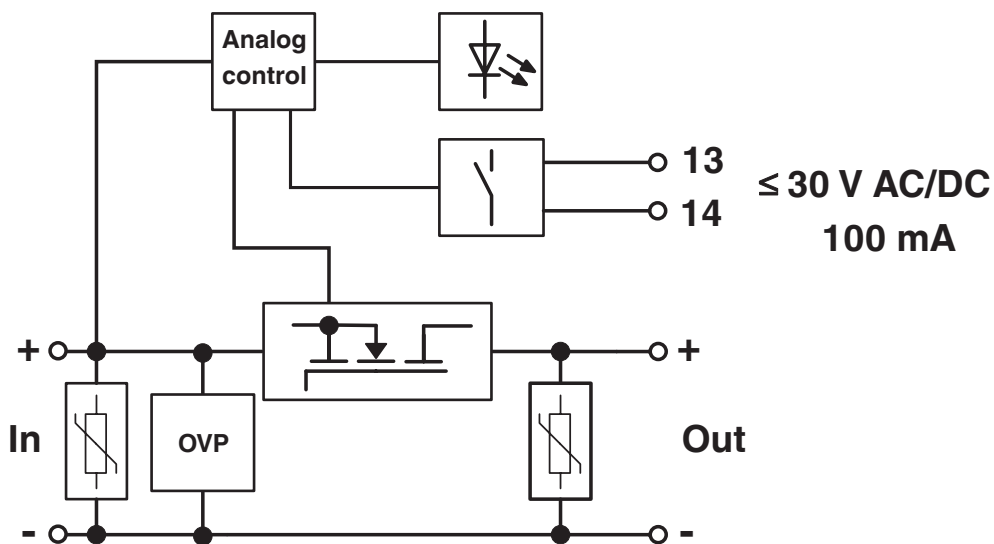 Analog
control
13
≤ 30 V AC/DC
14
100 mA
+
+
In
OVP
Out
-
-